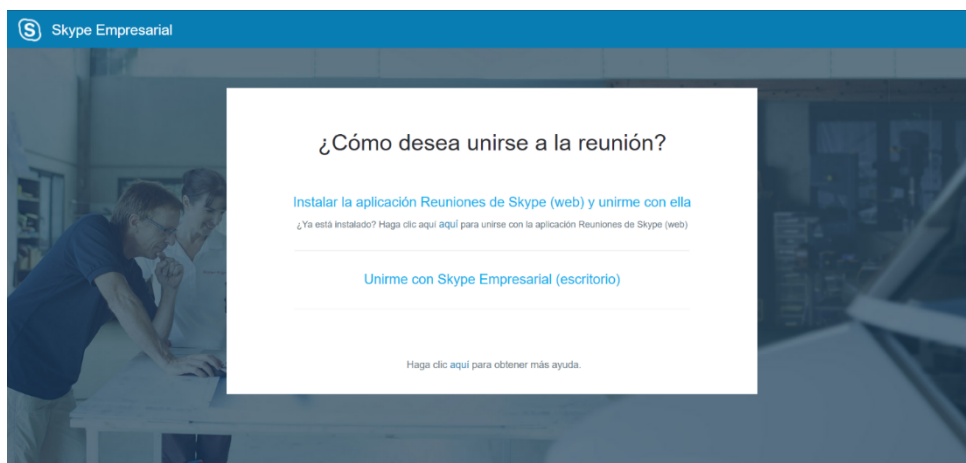 Skype Empresarial
¿Cómo desea unirse a la reunión?
Instalar la aplicación Reuniones de Skype (web) y unirme con ella
¿Ya está instalado? Haga clic aquí aquí para unirse con la aplicación Reuniones de Skype (web)
Unirme con Skype Empresarial (escritorio)
Haga clic aquí para obtener más ayuda.